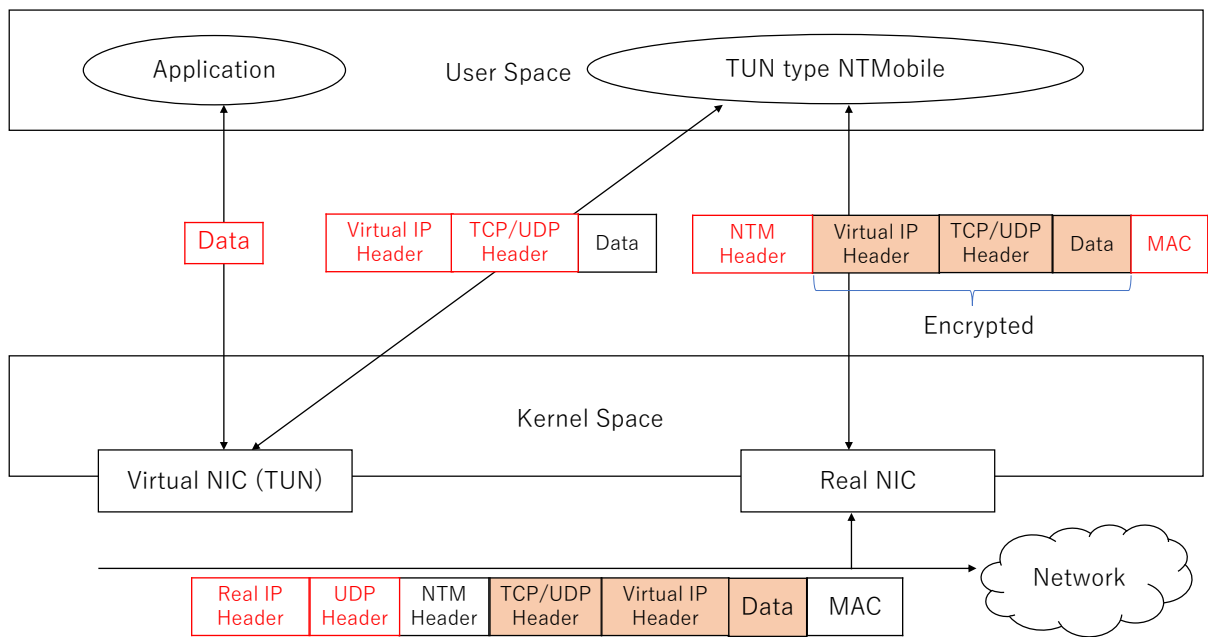 Application
User Space
TUN type NTMobile
Data
Virtual IP
Header
TCP/UDP
Header
Data
NTM
Header
Virtual IP
Header
TCP/UDP
Header
Data
MAC
Encrypted
Kernel Space
Virtual NIC (TUN)
Real NIC
Network
Real IP
Header
UDP
Header
NTM
Header
TCP/UDP
Header
Virtual IP
Header
Data
MAC